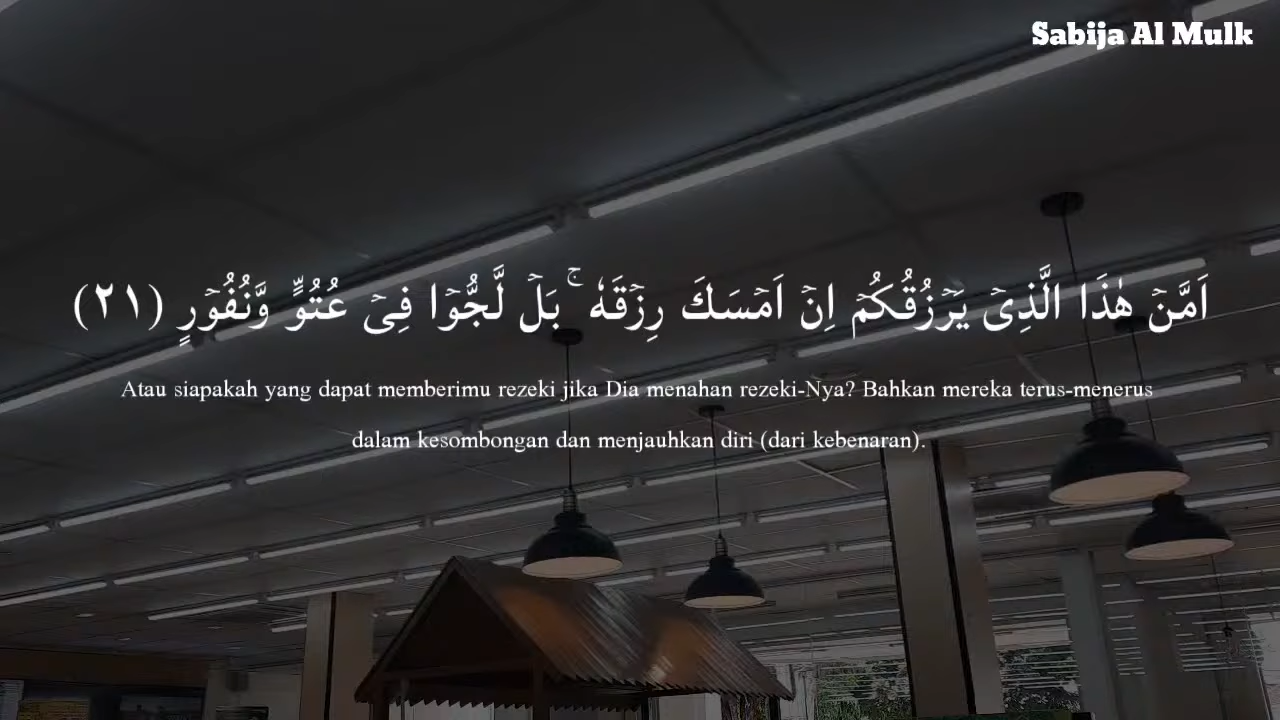 Sabija Al Mulk
اَمَّنۡ هٰذَا الَّذِىۡ يَرۡزُقُكُمۡ اِنۡ اَمۡسَكَ رِزۡقَهٗ‌ ۚ بَلۡ لَّجُّوۡا فِىۡ عُتُوٍّ وَّنُفُوۡرٍ (٢١)
Atau siapakah yang dapat memberimu rezeki jika Dia menahan rezeki-Nya? Bahkan mereka terus-menerus
dalam kesombongan dan menjauhkan diri (dari kebenaran).